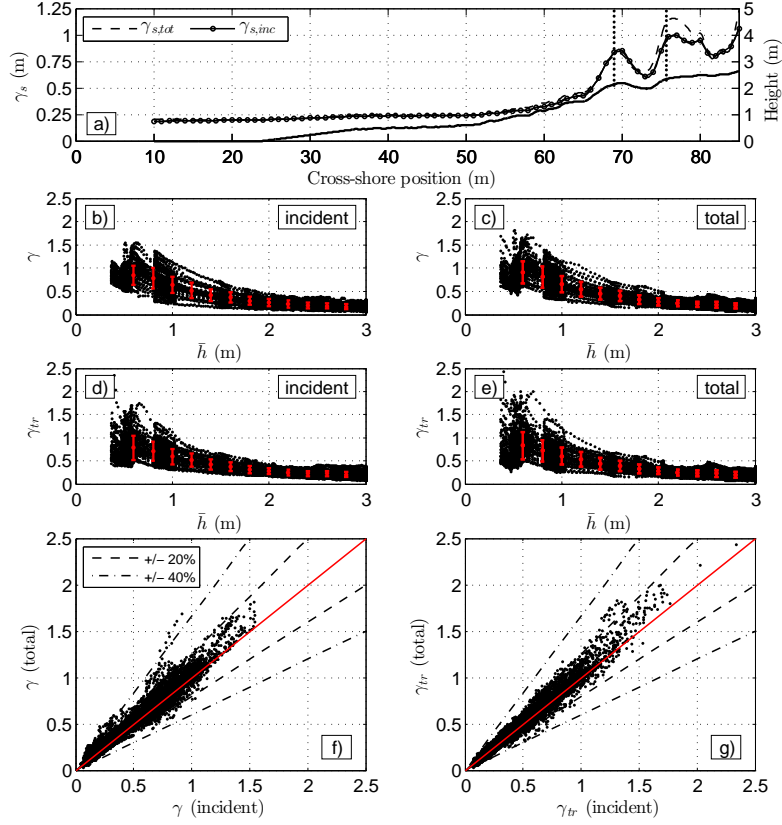 1.25
1
0.75
0.5
0.25
0
γs (m)
γs,tot
γs,inc
a)
5
4
3
2
1
0
Height (m)
0 10 20 30 40 50 60 70 80
Cross-shore position (m)
2.5
2
1.5
1
0.5
0
γ
b)
incident
0 1 2 3
h̄ (m)
2.5
2
1.5
1
0.5
0
γ
c)
total
0 1 2 3
h̄ (m)
2.5
2
1.5
1
0.5
0
γtr
d)
incident
0 1 2 3
h̄ (m)
2.5
2
1.5
1
0.5
0
γtr
e)
total
0 1 2 3
h̄ (m)
2.5
2
1.5
1
0.5
0
γ (total)
+/− 20%
+/− 40%
f)
0 0.5 1 1.5 2 2.5
γ (incident)
2.5
2
1.5
1
0.5
0
γtr (total)
g)
0 0.5 1 1.5 2 2.5
γtr (incident)